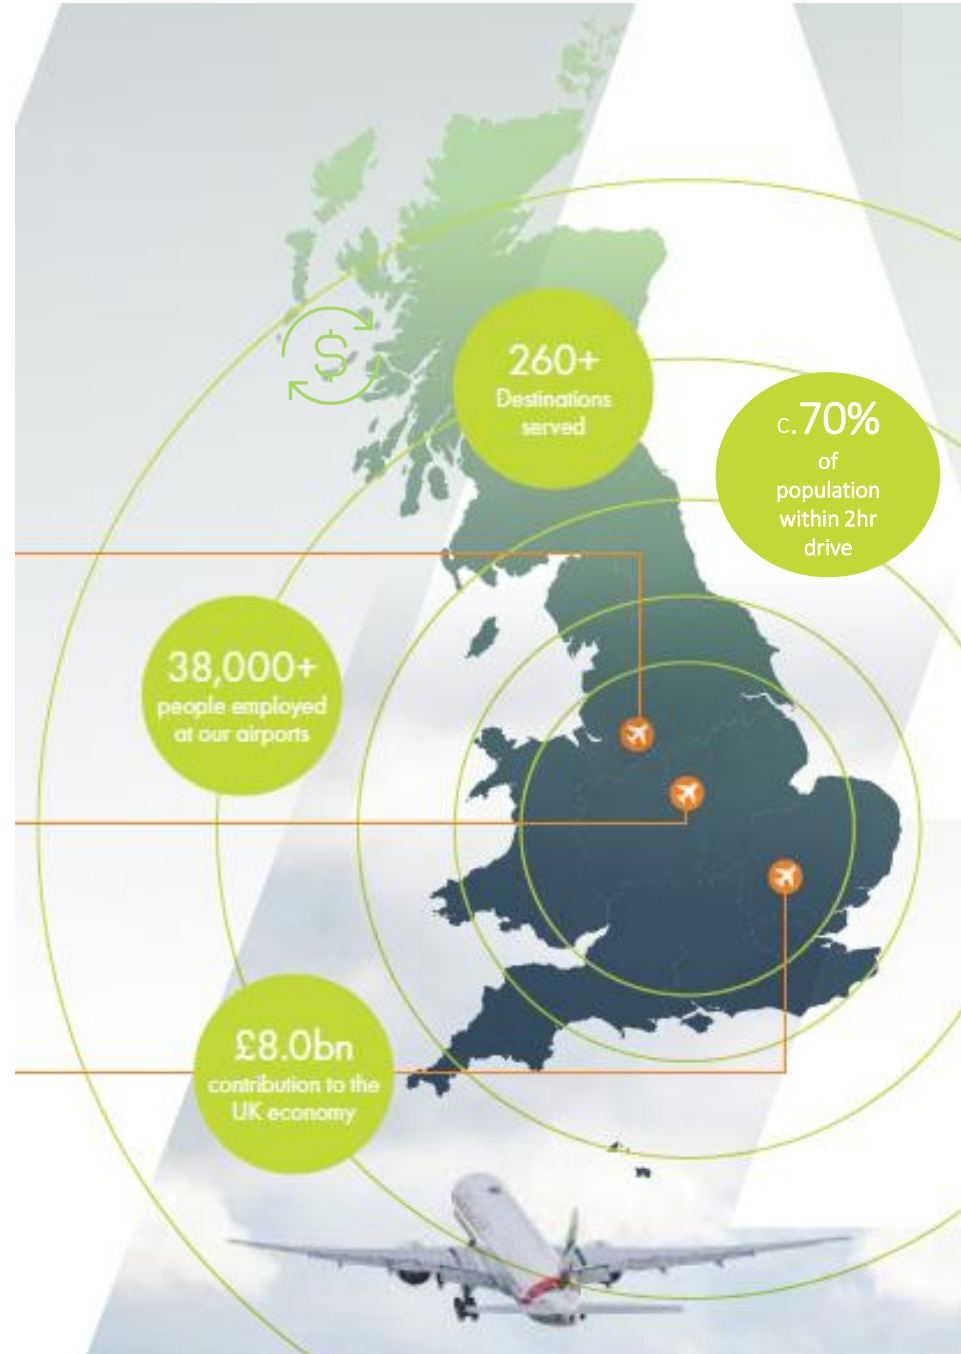 260+
Destinations
served
c.70%
of
population
within 2hr
drive
38,000+
people employed
at our airports
£8.0bn
contribution to the
UK economy